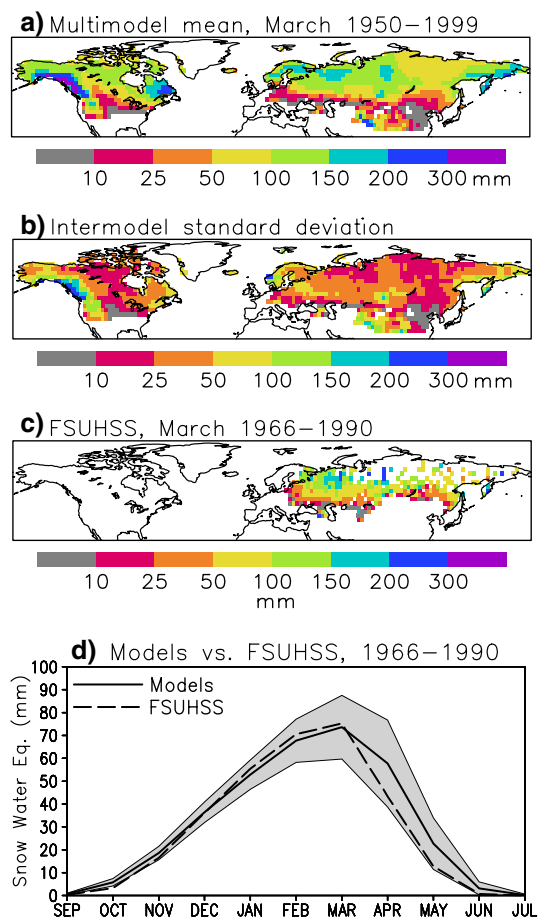 a) Multimodel mean, March 1950-1999
10 25 50 100 150 200 300 mm
b) Intermodel standard deviation
10 25 50 100 150 200 300 mm
c) FSUHSS, March 1966-1990
10 25 50 100 150 200 300
mm
d) Models vs. FSUHSS, 1966-1990
Snow Water Eq. (mm)
100
90
80
70
60
50
40
30
20
10
0
Models
FSUHSS
SEP OCT NOV DEC JAN FEB MAR APR MAY JUN JUL